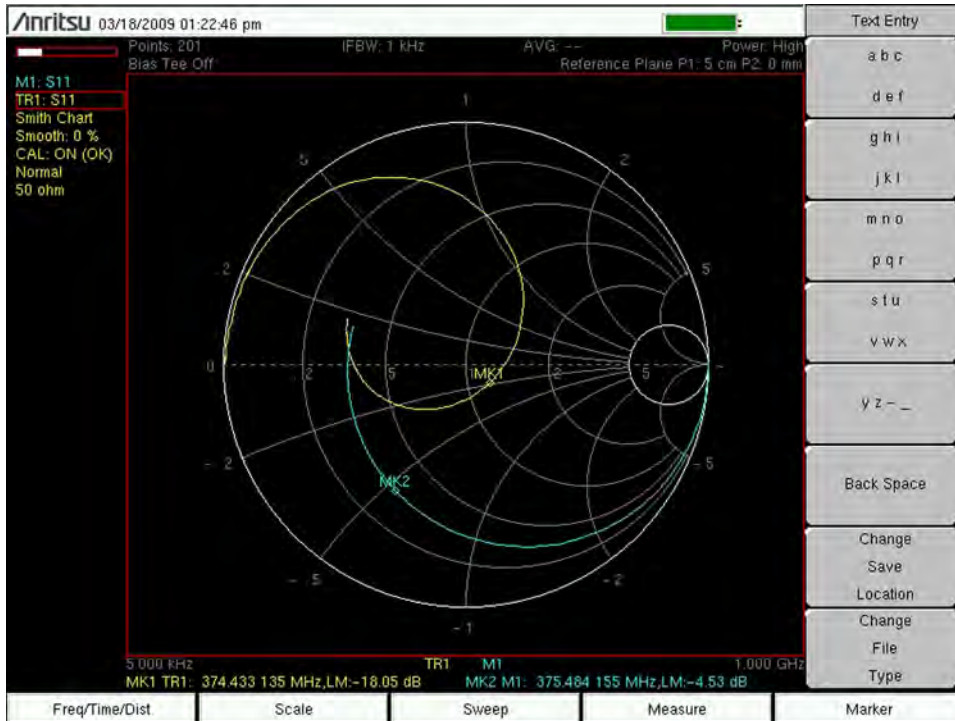 Anritsu 03/18/2009 01:22:46 pm
Text Entry
Points: 201 IFBW: 1 kHz AVG: -- Power: High
Bias Tee Off Reference Plane P1: 5 cm P2: 0 mm
M1: S11
TR1: S11
Smith Chart
Smooth: 0 %
CAL: ON (OK)
Normal
50 ohm
1
.5
2
.2
5
0 .2 .5 1 MK1 2 5
MK2
-.2
-5
-.5
-2
-1
a b c
d e f
g h i
j k l
m n o
p q r
s t u
v w x
y z - _
Back Space
Change
Save
Location
Change
File
Type
5.000 kHz TR1 M1 1.000 GHz
MK1 TR1: 374.433 135 MHz,LM:-18.05 dB MK2 M1: 375.484 155 MHz,LM:-4.53 dB
Freq/Time/Dist Scale Sweep Measure Marker